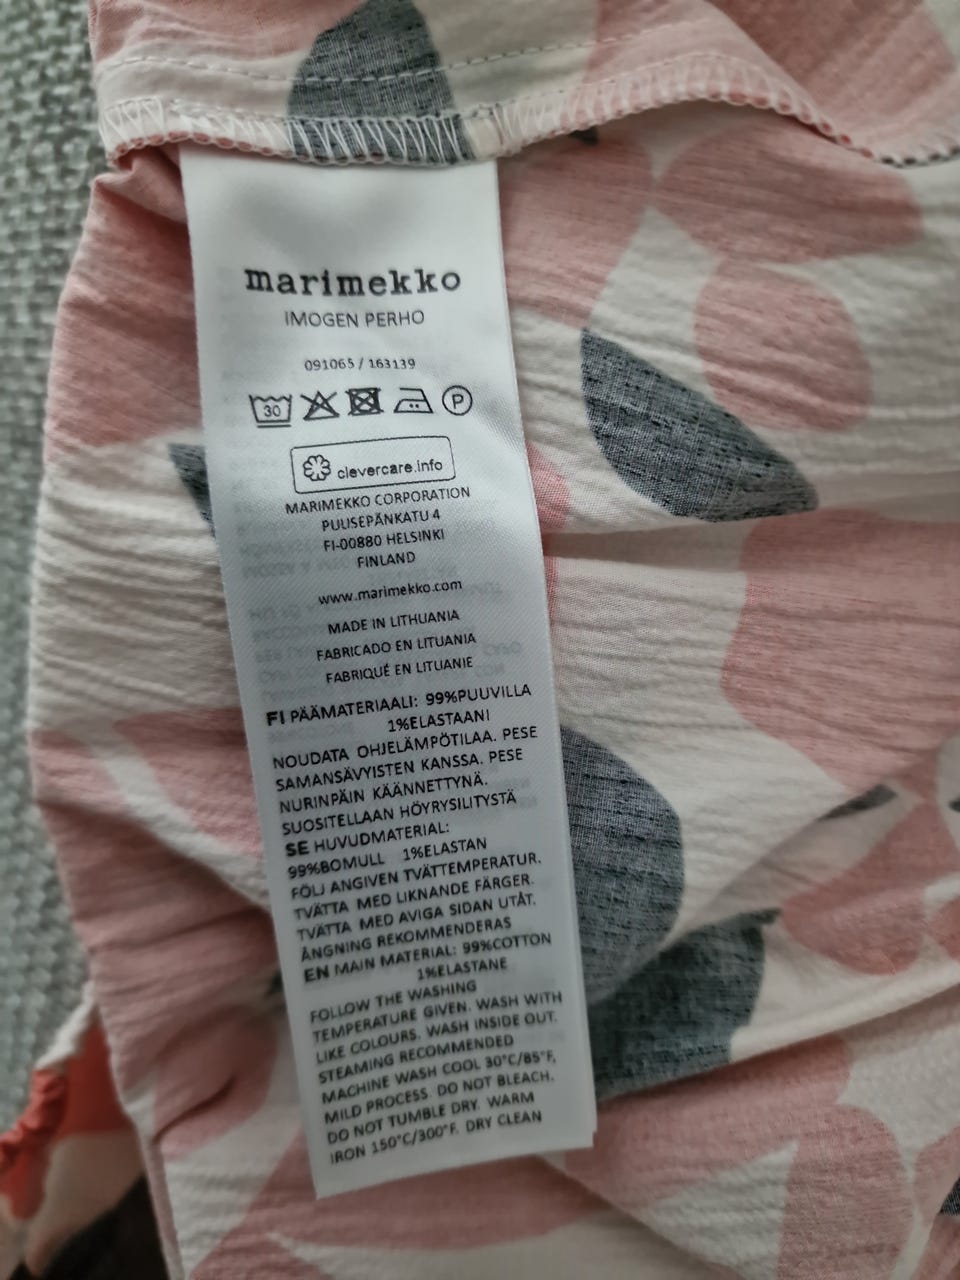 marimekko
IMOGEN PERHO
091065 / 163139
30 P
clevercare.info
MARIMEKKO CORPORATION
PUUSEPÄNKATU 4
FI-00880 HELSINKI
FINLAND
www.marimekko.com
MADE IN LITHUANIA
FABRICADO EN LITUANIA
FABRIQUÉ EN LITUANIE
FI PÄÄMATERIAALI: 99%PUUVILLA
1%ELASTAANI
NOUDATA OHJELÄMPÖTILAA. PESE
SAMANSÄVYISTEN KANSSA. PESE
NURINPÄIN KÄÄNNETTYNÄ.
SUOSITELLAAN HÖYRYSILITYSTÄ
SE HUVUDMATERIAL:
99%BOMULL 1%ELASTAN
FÖLJ ANGIVEN TVÄTTEMPERATUR.
TVÄTTA MED LIKNANDE FÄRGER.
TVÄTTA MED AVIGA SIDAN UTÅT.
ÅNGNING REKOMMENDERAS
EN MAIN MATERIAL: 99%COTTON
1%ELASTANE
FOLLOW THE WASHING
TEMPERATURE GIVEN. WASH WITH
LIKE COLOURS. WASH INSIDE OUT.
STEAMING RECOMMENDED
MACHINE WASH COOL 30°C/85°F,
MILD PROCESS. DO NOT BLEACH.
DO NOT TUMBLE DRY. WARM
IRON 150°C/300°F. DRY CLEAN